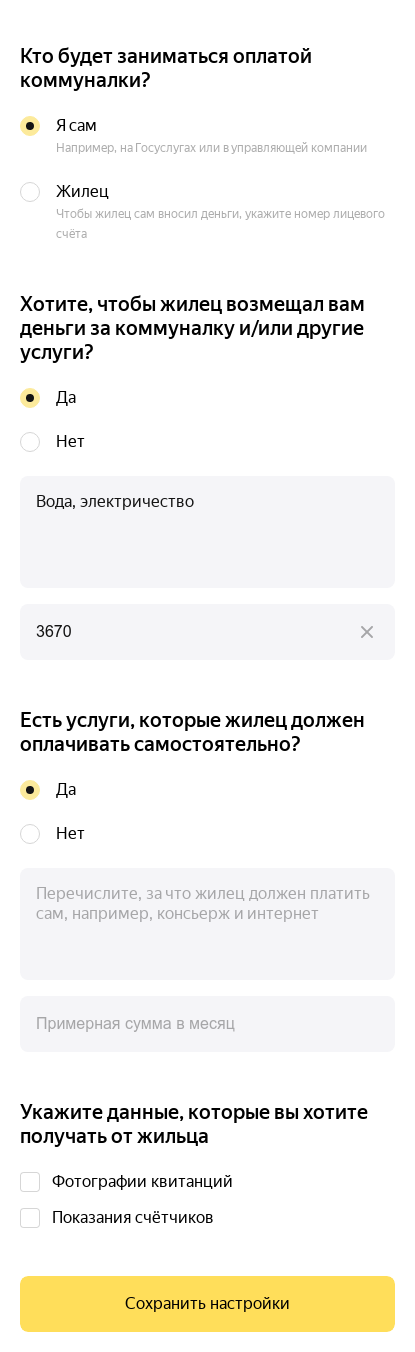 Кто будет заниматься оплатой
коммуналки?
Я сам
Например, на Госуслугах или в управляющей компании
Жилец
Чтобы жилец сам вносил деньги, укажите номер лицевого
счёта
Хотите, чтобы жилец возмещал вам
деньги за коммуналку и/или другие
услуги?
Да
Нет
Вода, электричество
3670
Есть услуги, которые жилец должен
оплачивать самостоятельно?
Да
Нет
Перечислите, за что жилец должен платить
сам, например, консьерж и интернет
Примерная сумма в месяц
Укажите данные, которые вы хотите
получать от жильца
Фотографии квитанций
Показания счётчиков
Сохранить настройки